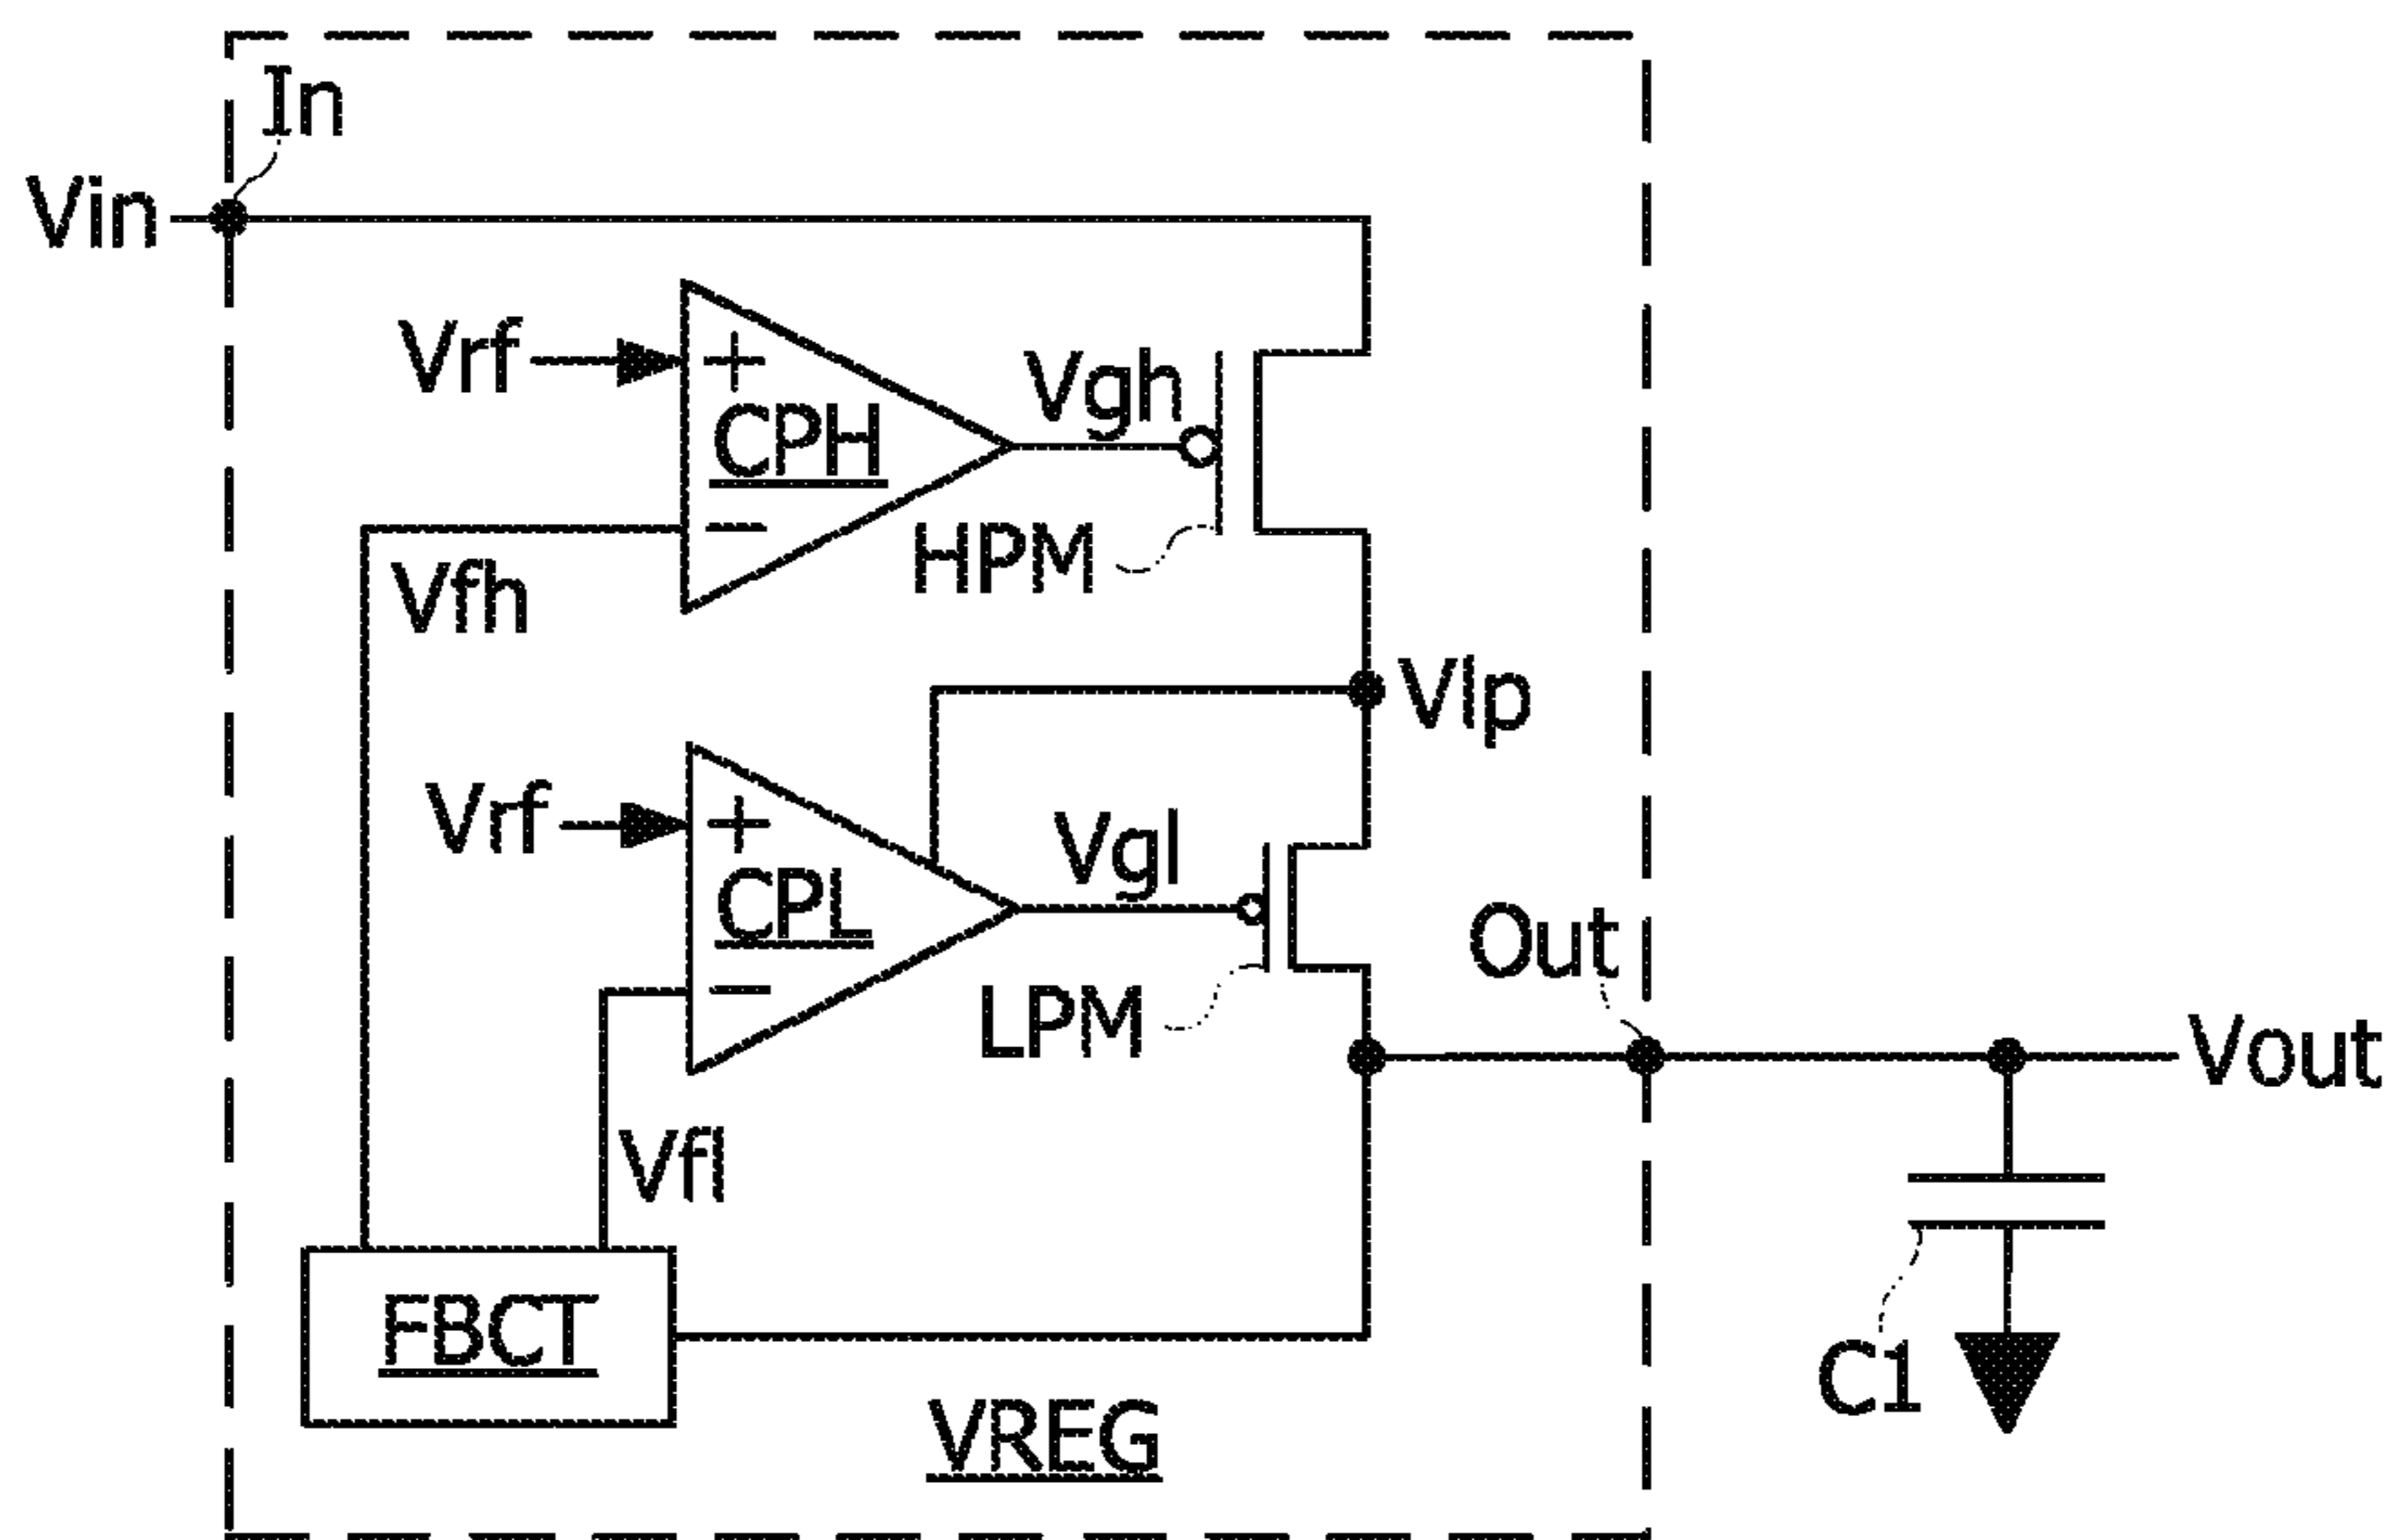 In
Vin
Vrf
+
CPH
Vgh
−
HPM
Vfh
Vlp
Vrf
+
CPL
Vgl
−
LPM
Out
Vout
Vfl
FBCT
C1
VREG